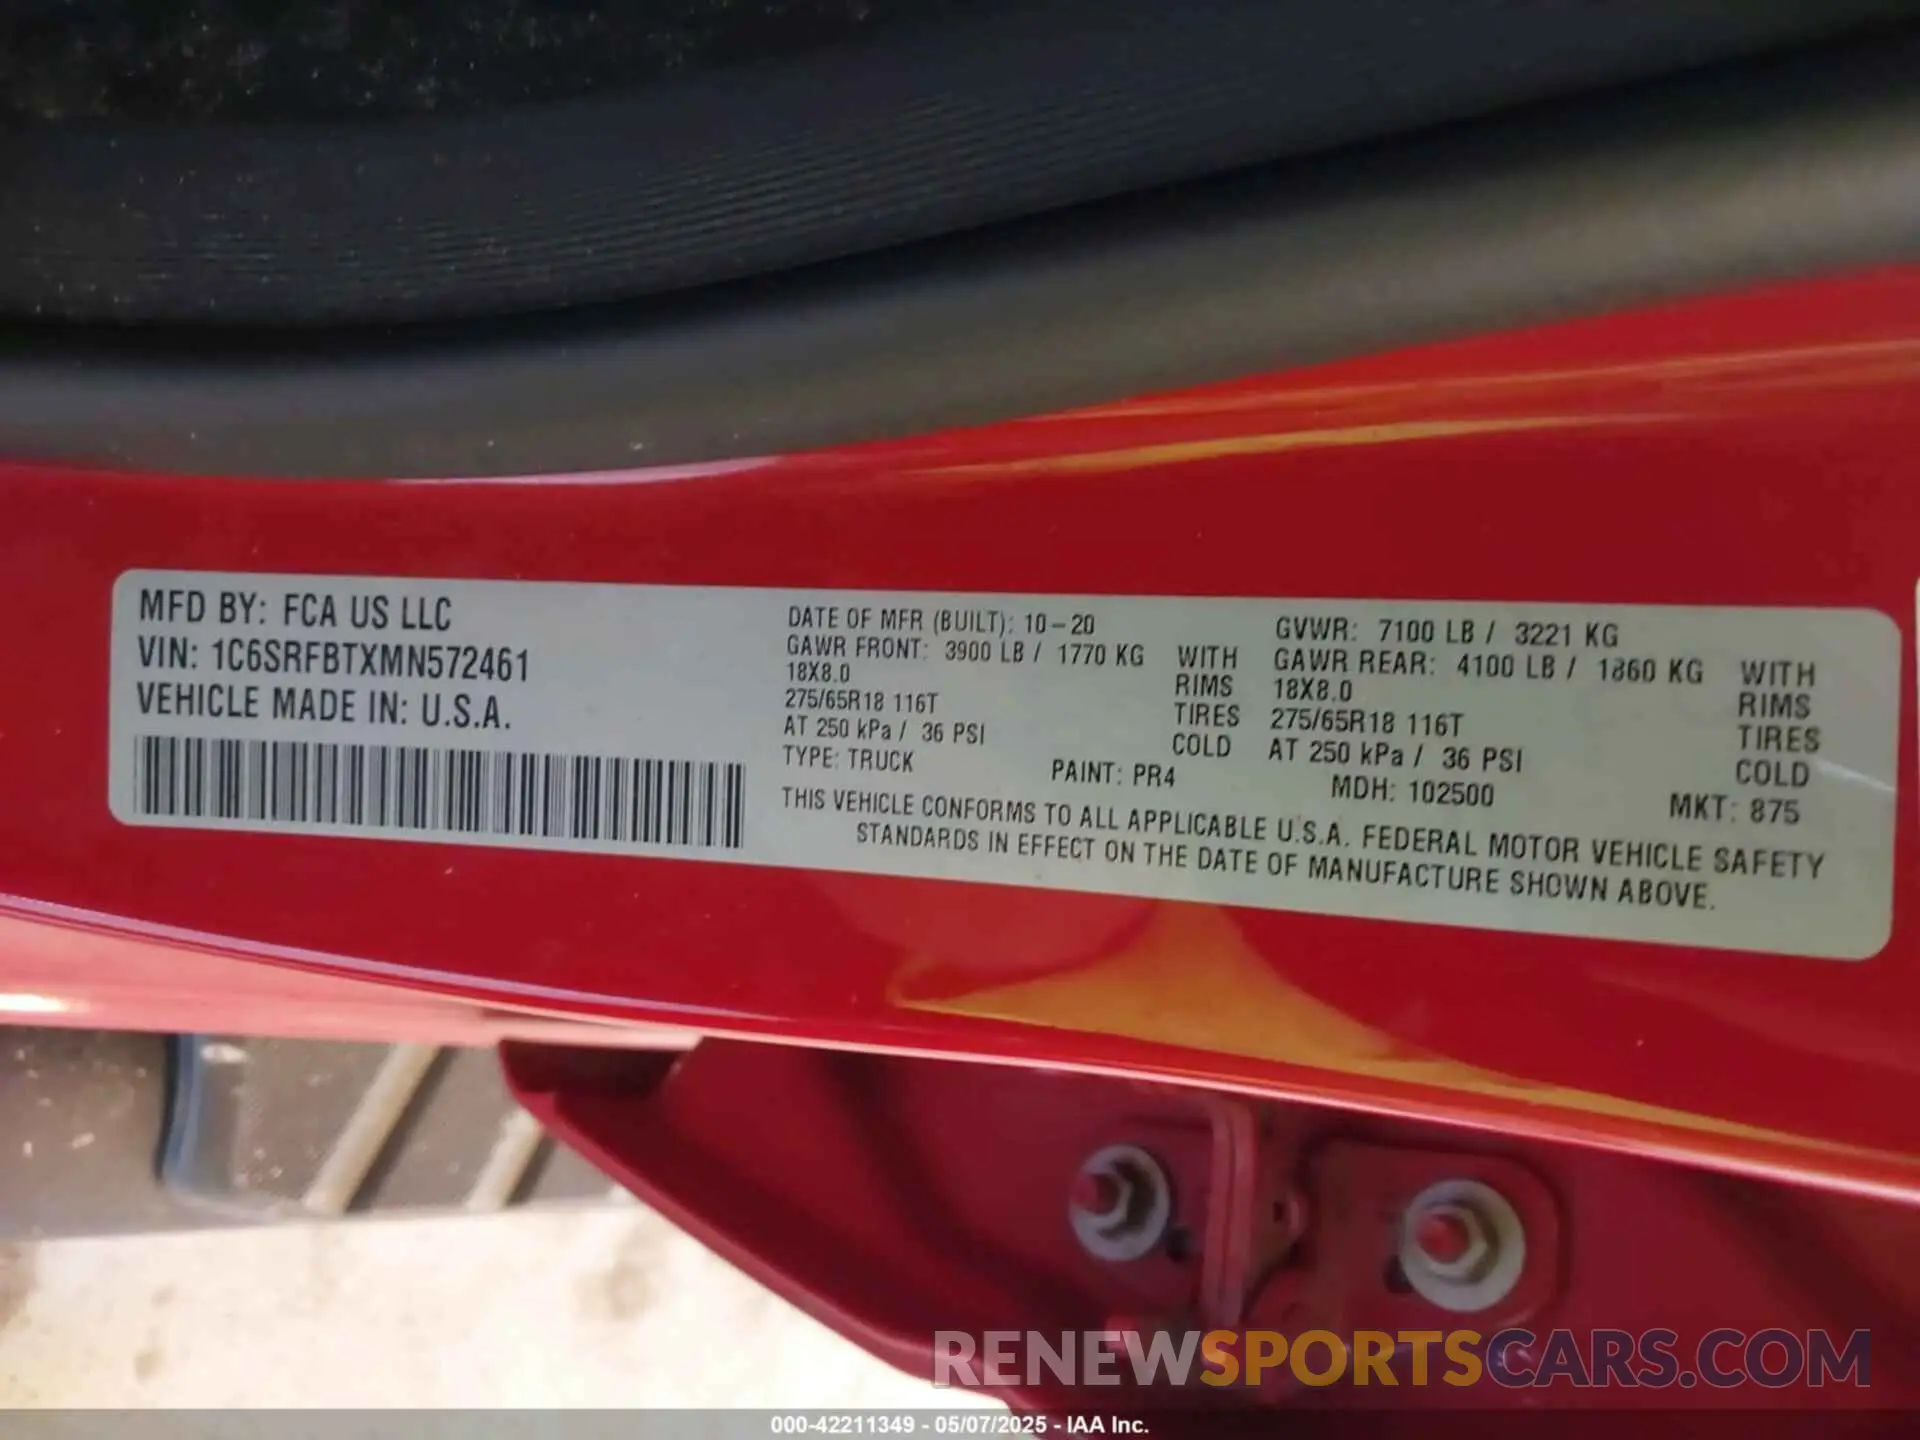 MFD BY: FCA US LLC
VIN: 1C6SRFBTXMN572461
VEHICLE MADE IN: U.S.A.
DATE OF MFR (BUILT): 10-20
GAWR FRONT: 3900 LB / 1770 KG WITH
18X8.0 RIMS
275/65R18 116T TIRES
AT 250 kPa / 36 PSI COLD
TYPE: TRUCK PAINT: PR4
GVWR: 7100 LB / 3221 KG
GAWR REAR: 4100 LB / 1860 KG WITH
18X8.0 RIMS
275/65R18 116T TIRES
AT 250 kPa / 36 PSI COLD
MDH: 102500 MKT: 875
THIS VEHICLE CONFORMS TO ALL APPLICABLE U.S.A. FEDERAL MOTOR VEHICLE SAFETY
STANDARDS IN EFFECT ON THE DATE OF MANUFACTURE SHOWN ABOVE.
RENEWSPORTSCARS.COM
000-42211349 - 05/07/2025 - IAA Inc.